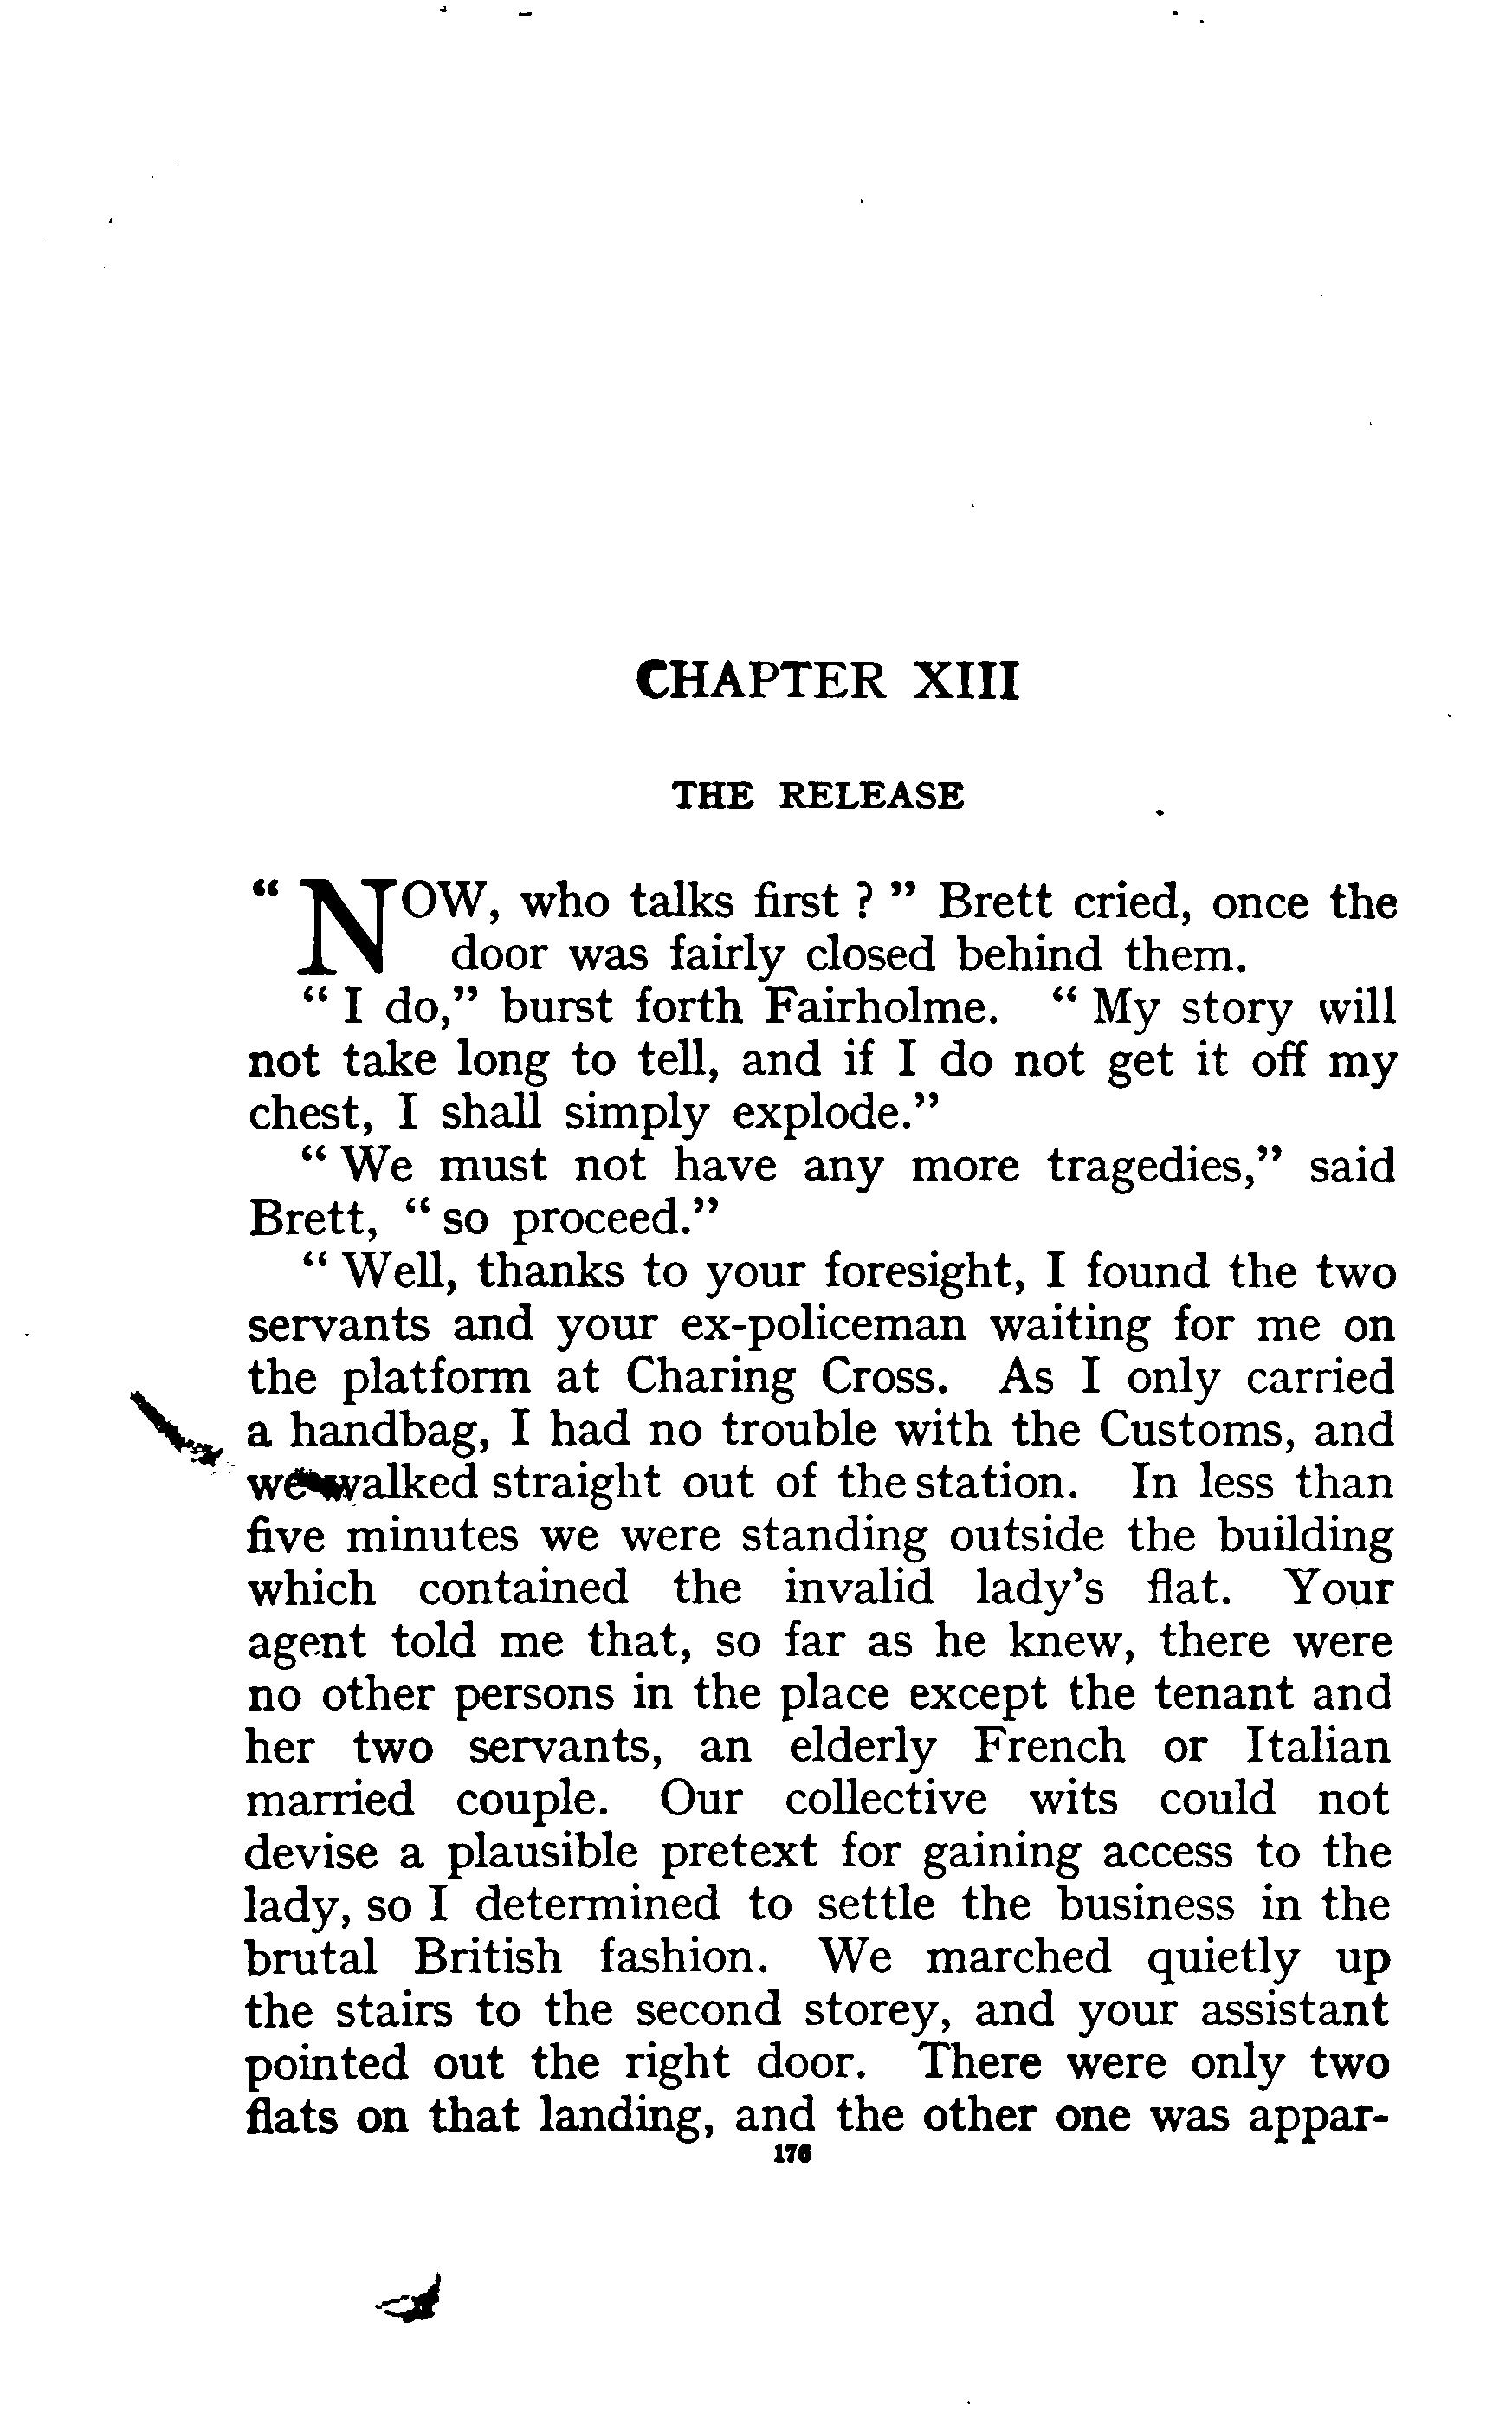 CHAPTER XIII
THE RELEASE
“ NOW, who talks first ? ” Brett cried, once the
door was fairly closed behind them.
“ I do,” burst forth Fairholme. “ My story will
not take long to tell, and if I do not get it off my
chest, I shall simply explode.”
“ We must not have any more tragedies,” said
Brett, “ so proceed.”
“ Well, thanks to your foresight, I found the two
servants and your ex-policeman waiting for me on
the platform at Charing Cross. As I only carried
a handbag, I had no trouble with the Customs, and
we walked straight out of the station. In less than
five minutes we were standing outside the building
which contained the invalid lady’s flat. Your
agent told me that, so far as he knew, there were
no other persons in the place except the tenant and
her two servants, an elderly French or Italian
married couple. Our collective wits could not
devise a plausible pretext for gaining access to the
lady, so I determined to settle the business in the
brutal British fashion. We marched quietly up
the stairs to the second storey, and your assistant
pointed out the right door. There were only two
flats on that landing, and the other one was appar-
176